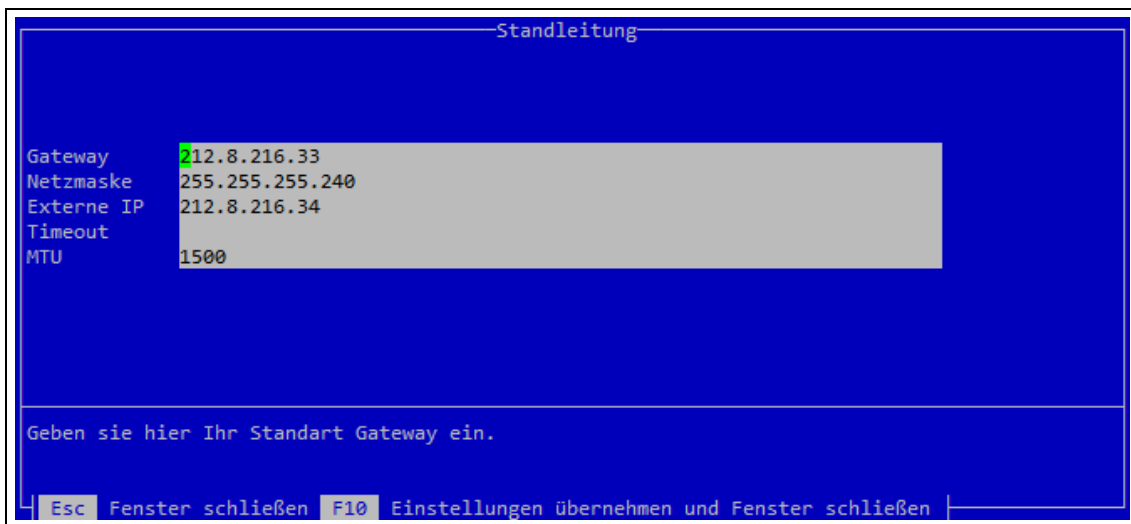 Standleitung
Gateway 212.8.216.33
Netzmaske 255.255.255.240
Externe IP 212.8.216.34
Timeout
MTU 1500
Geben sie hier Ihr Standart Gateway ein.
Esc Fenster schließen F10 Einstellungen übernehmen und Fenster schließen